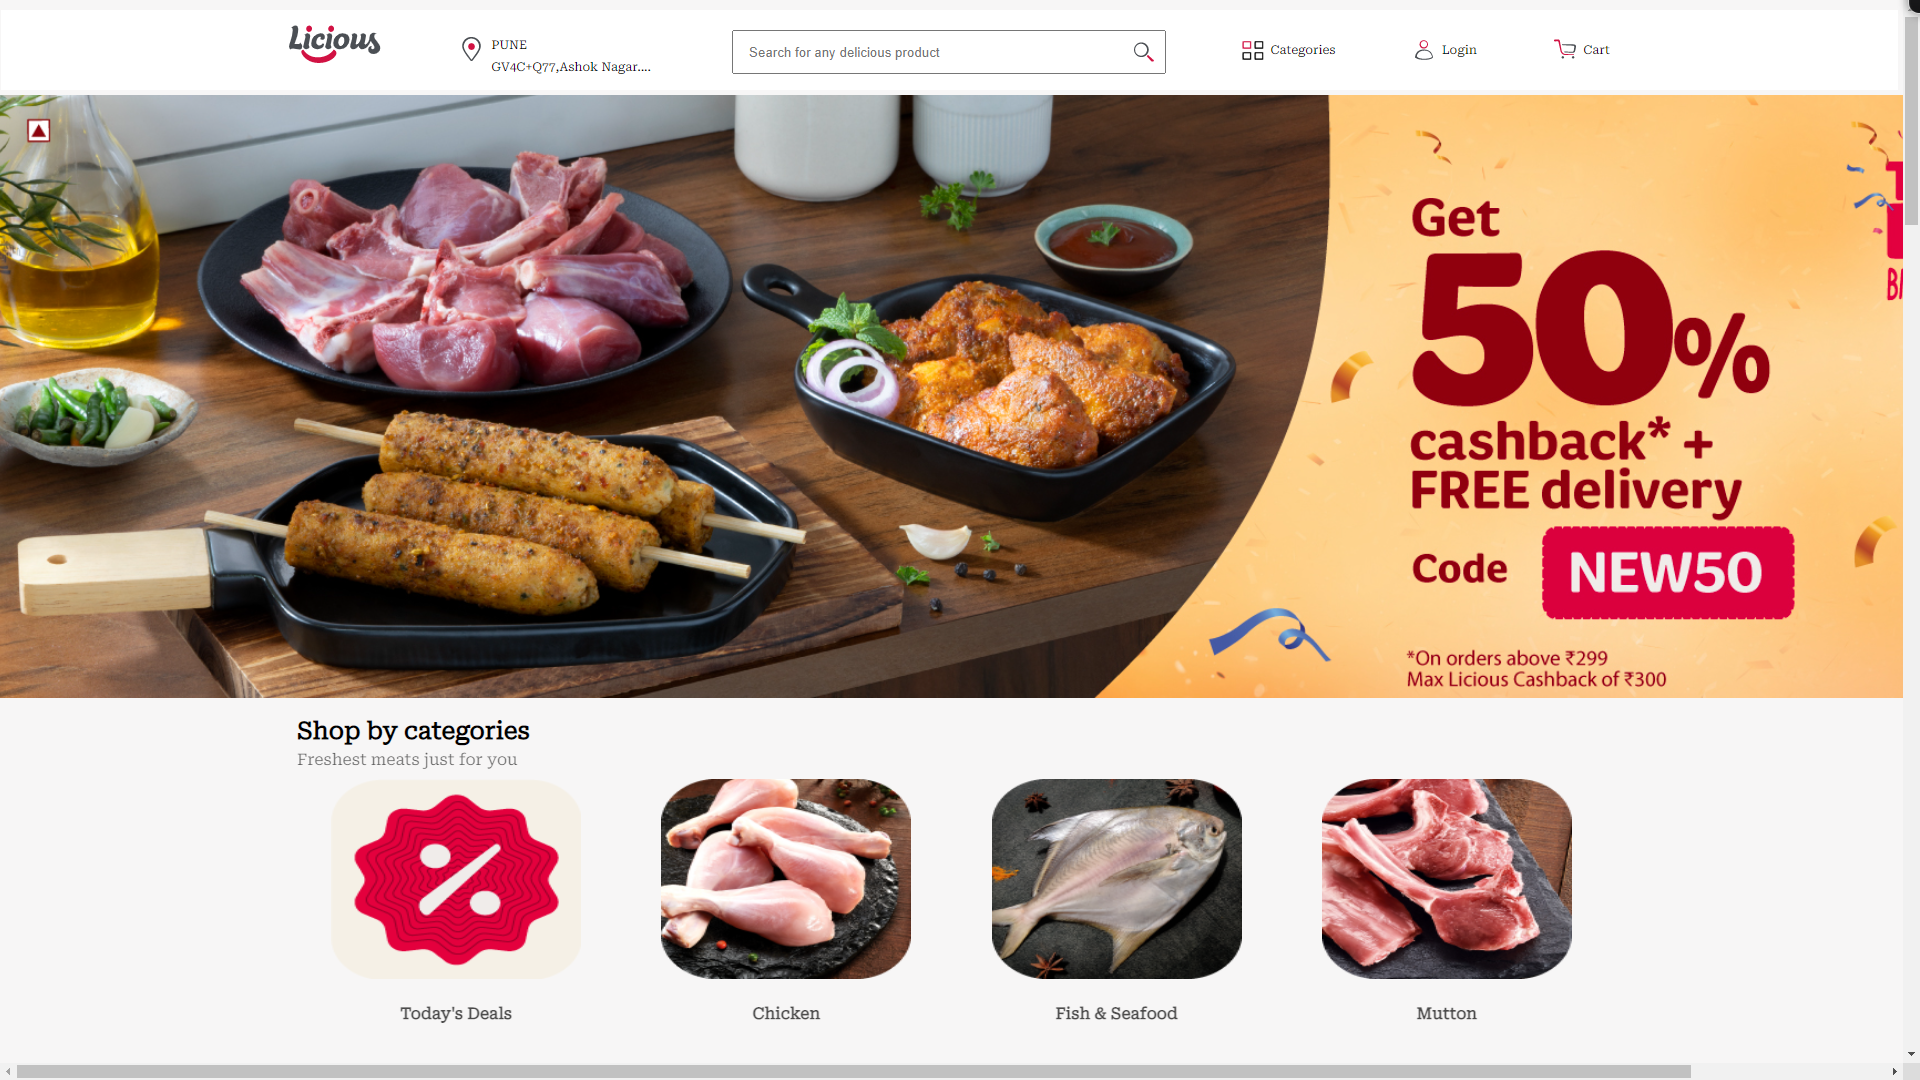 Licious
PUNE
GV4C+Q77,Ashok Nagar....
Search for any delicious product
Categories
Login
Cart
Get
50%
cashback* +
FREE delivery
Code NEW50
*On orders above ₹299
Max Licious Cashback of ₹300
Shop by categories
Freshest meats just for you
Today's Deals
Chicken
Fish & Seafood
Mutton